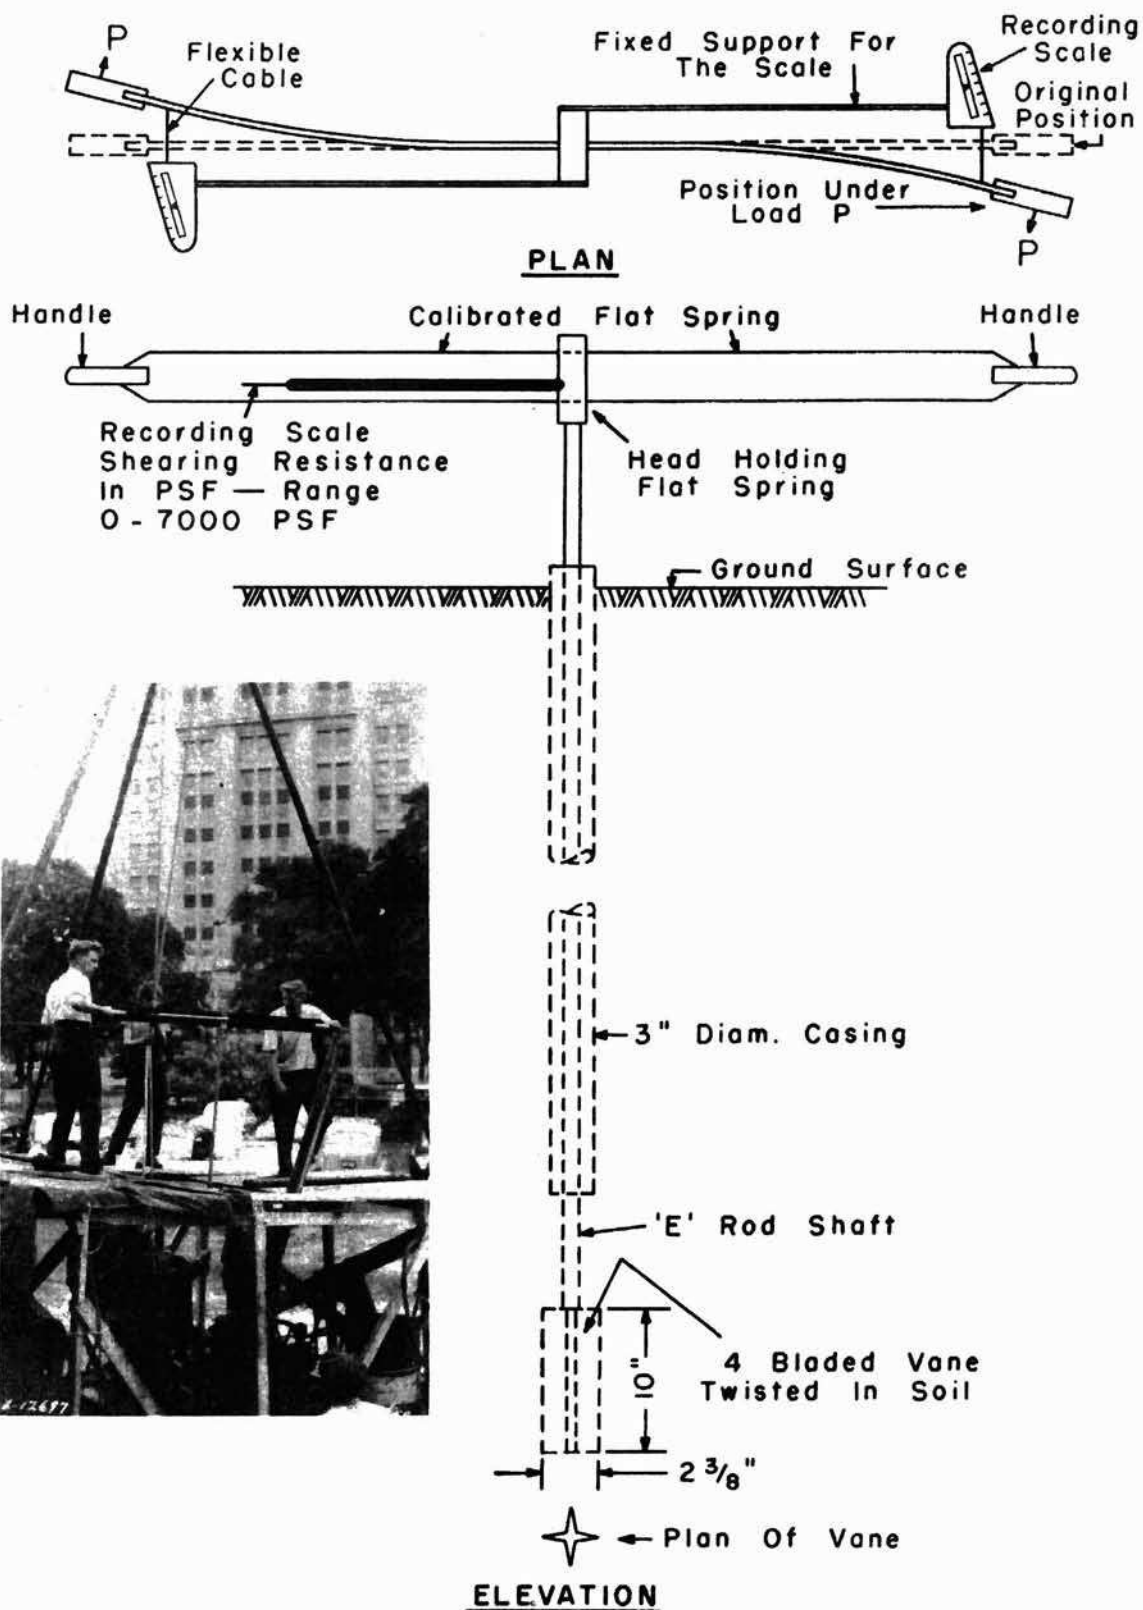 P
Flexible
Cable
Fixed Support For
The Scale
Recording
Scale
Original
Position
Position Under
Load P
P
PLAN
Handle
Calibrated Flat Spring
Handle
Recording Scale
Shearing Resistance
In PSF — Range
0 - 7000 PSF
Head Holding
Flat Spring
Ground Surface
3" Diam. Casing
'E' Rod Shaft
10"
4 Bladed Vane
Twisted In Soil
2 3/8"
Plan Of Vane
ELEVATION